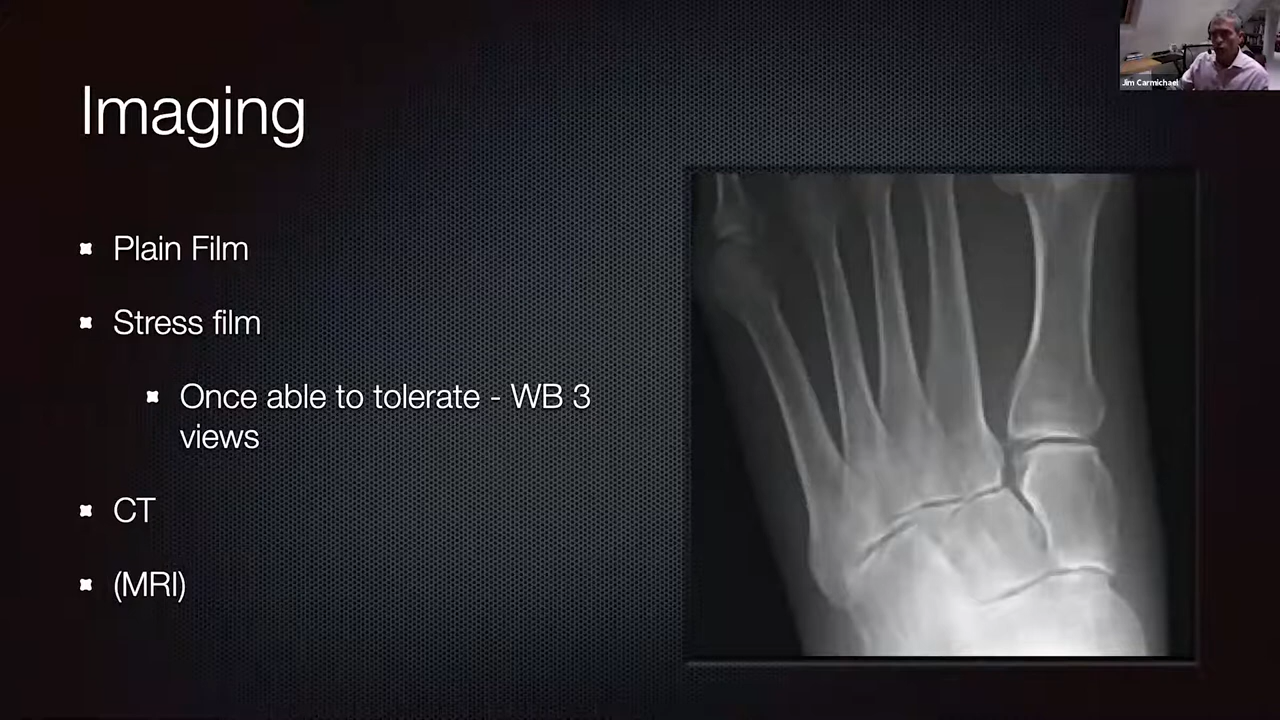 Imaging
Plain Film
Stress film
Once able to tolerate - WB 3
views
CT
(MRI)
Jim Carmichael